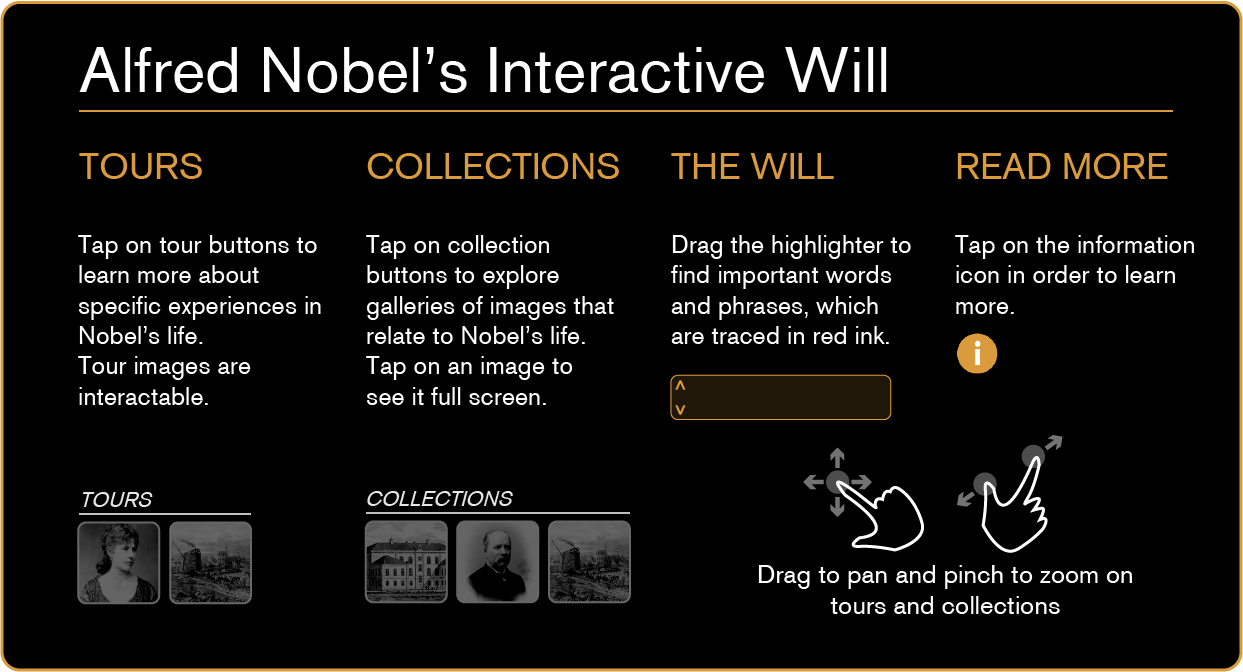 Alfred Nobel’s Interactive Will
TOURS
Tap on tour buttons to
learn more about
specific experiences in
Nobel’s life.
Tour images are
interactable.
TOURS
COLLECTIONS
Tap on collection
buttons to explore
galleries of images that
relate to Nobel’s life.
Tap on an image to
see it full screen.
COLLECTIONS
THE WILL
Drag the highlighter to
find important words
and phrases, which
are traced in red ink.
READ MORE
Tap on the information
icon in order to learn
more.
i
Drag to pan and pinch to zoom on
tours and collections